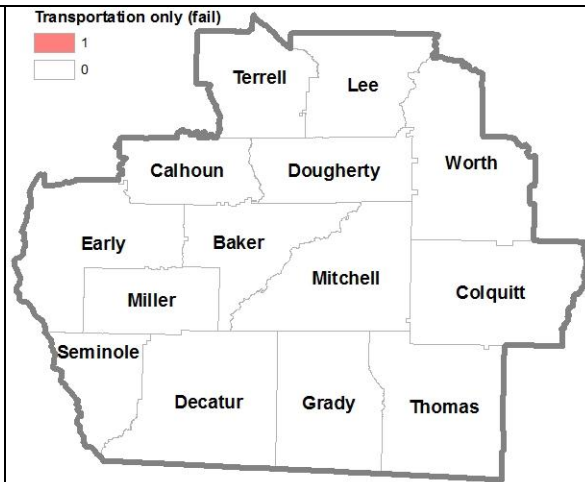 Transportation only (fail)
1
0
Terrell
Lee
Worth
Calhoun
Dougherty
Early
Baker
Mitchell
Colquitt
Miller
Seminole
Decatur
Grady
Thomas